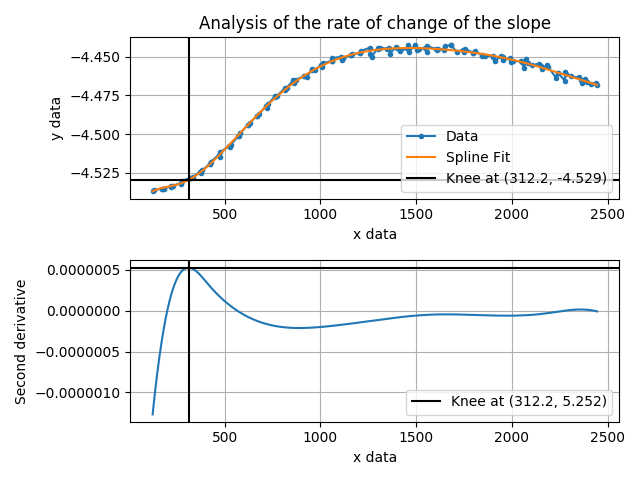 Analysis of the rate of change of the slope
−4.450
−4.475
−4.500
−4.525
y data
Data
Spline Fit
Knee at (312.2, -4.529)
500
1000
1500
2000
2500
x data
0.0000005
0.0000000
−0.0000005
−0.0000010
Second derivative
Knee at (312.2, 5.252)
500
1000
1500
2000
2500
x data